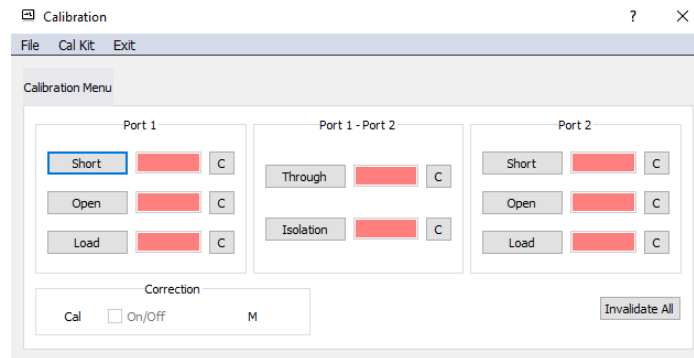 Calibration ?
File Cal Kit Exit
Calibration Menu
Port 1
Short C
Open C
Load C
Port 1 - Port 2
Through C
Isolation C
Port 2
Short C
Open C
Load C
Correction
Cal On/Off M
Invalidate All